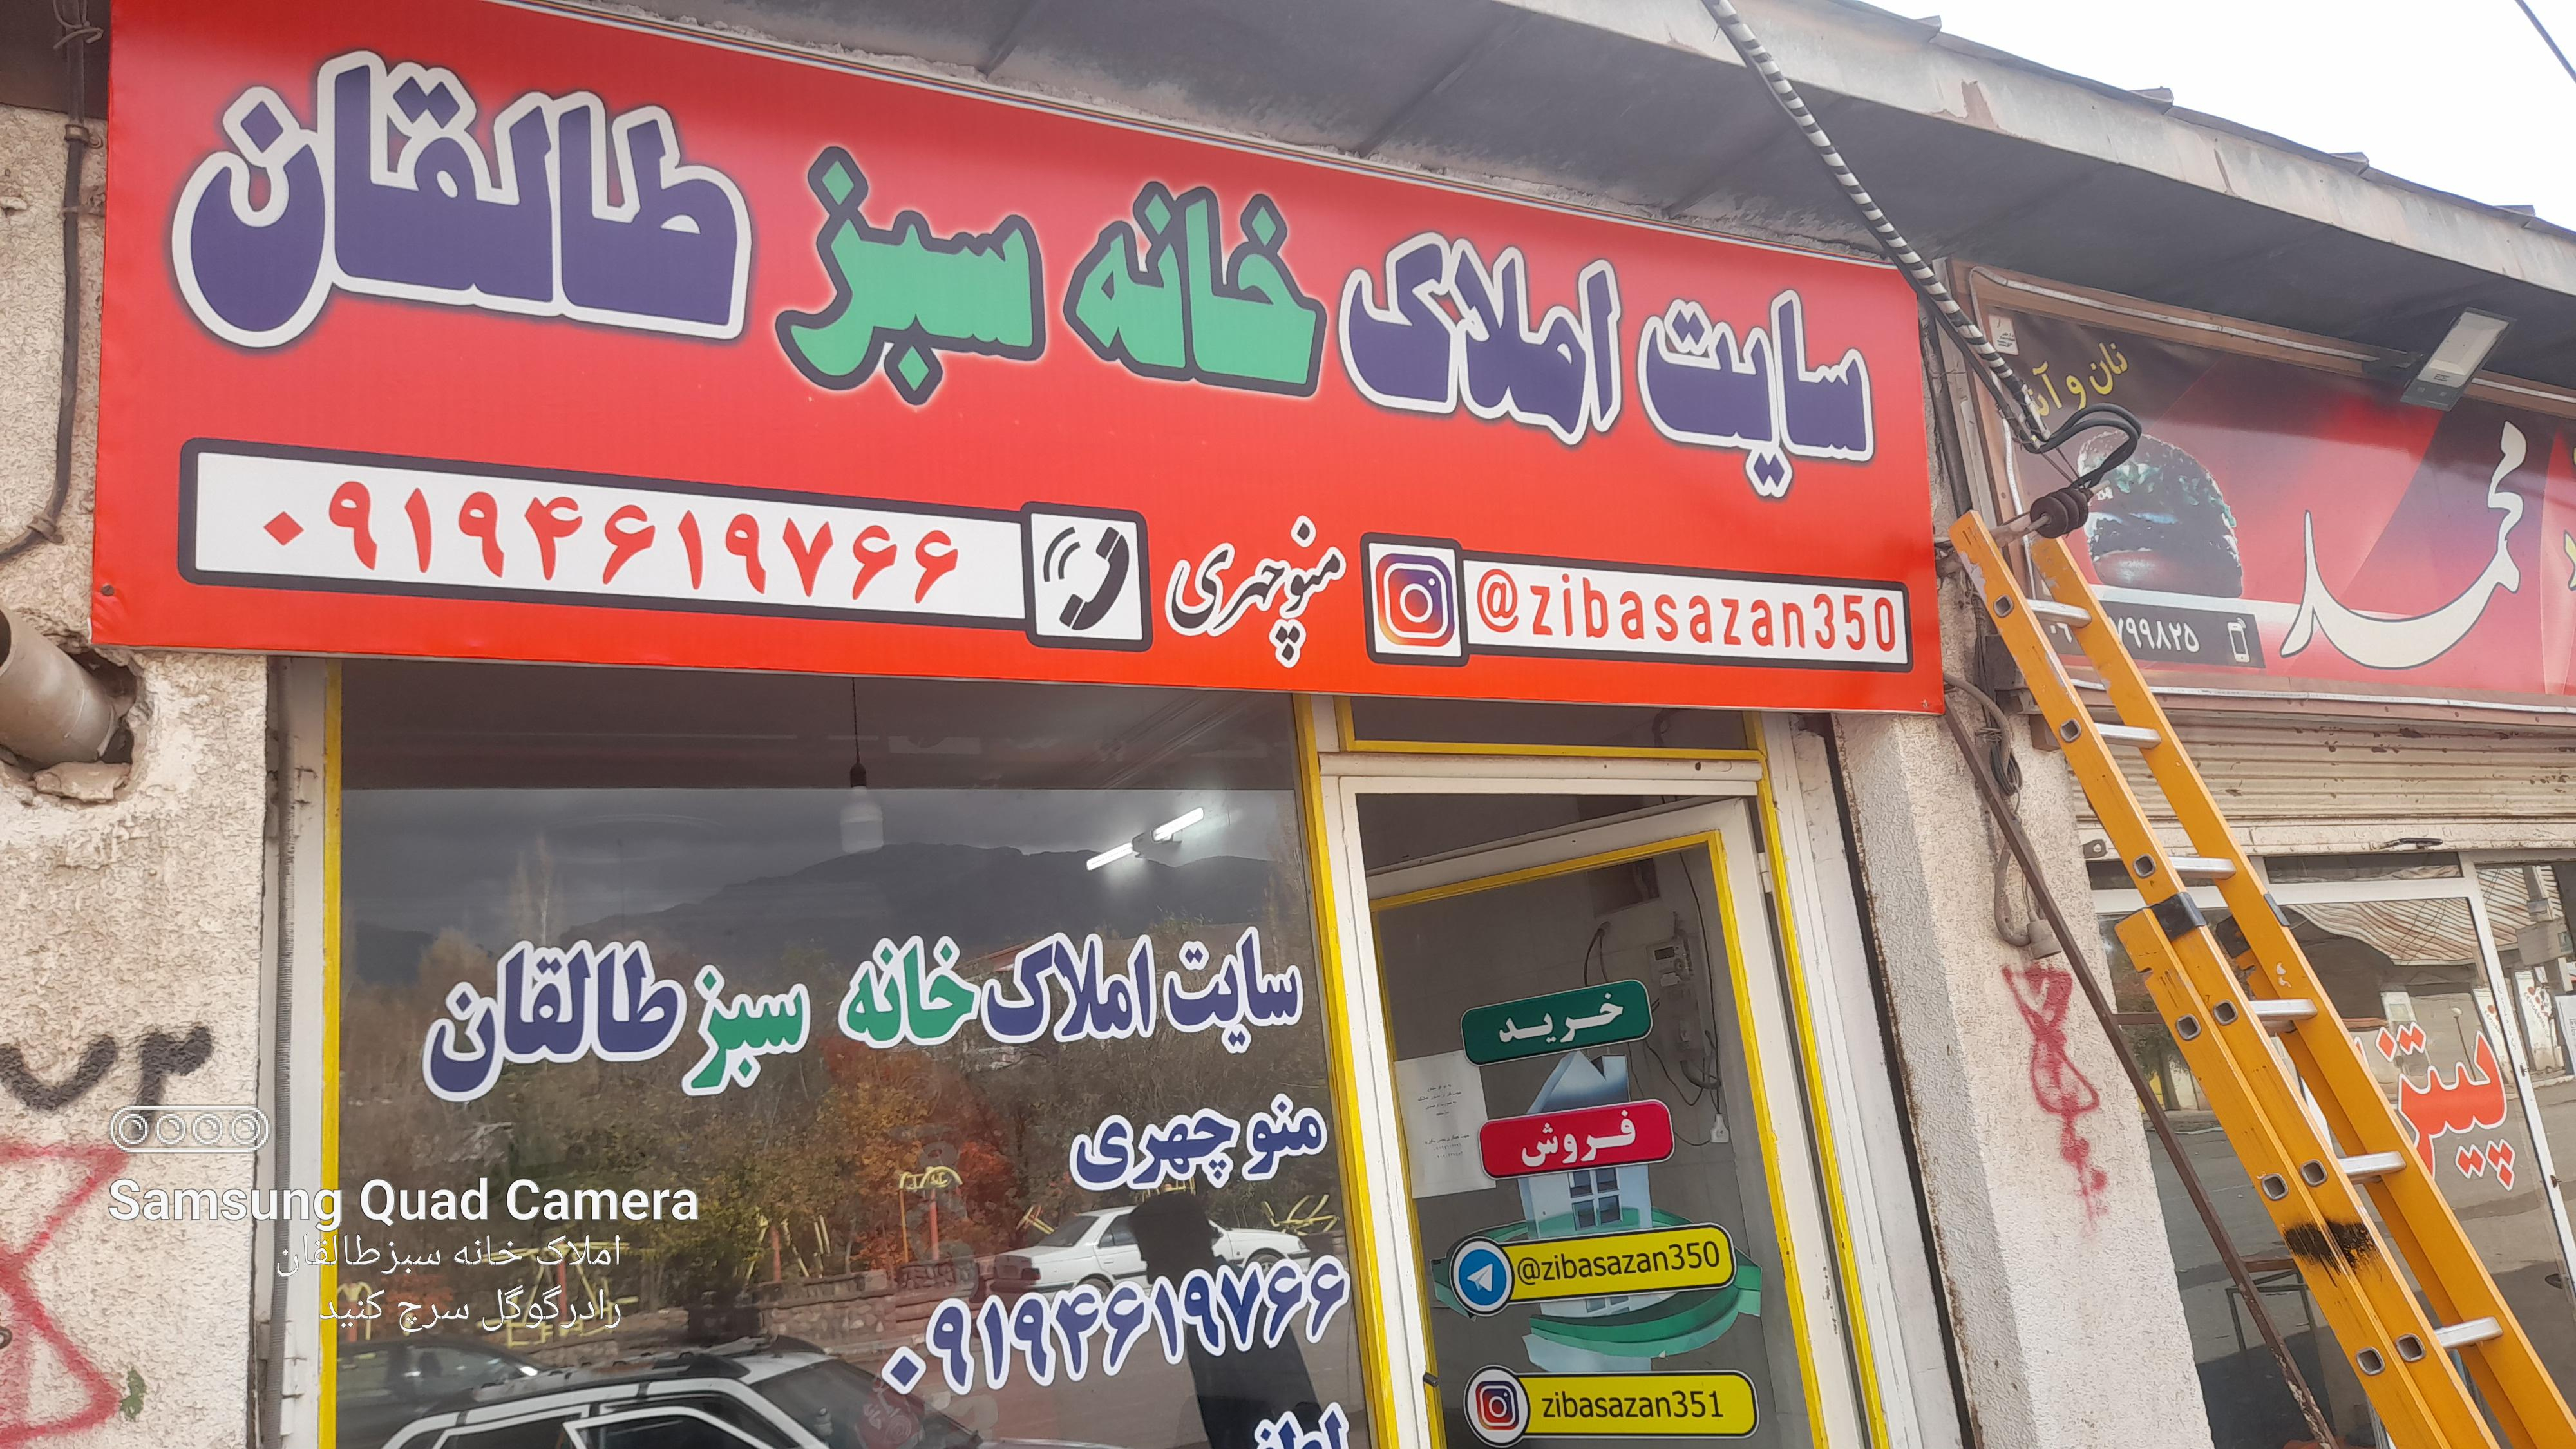 سایت املاک خانه سبز طالقان
@zibasazan350
منوچهری
۰۹۱۹۴۶۱۹۷۶۶
نان و
محمد
سایت املاک خانه سبز طالقان
منوچهری
۰۹۱۹۴۶۱۹۷۶۶
خرید
فروش
@zibasazan350
zibasazan351
Samsung Quad Camera
املاک خانه سبزطالقان
رادرگوگل سرچ کنید